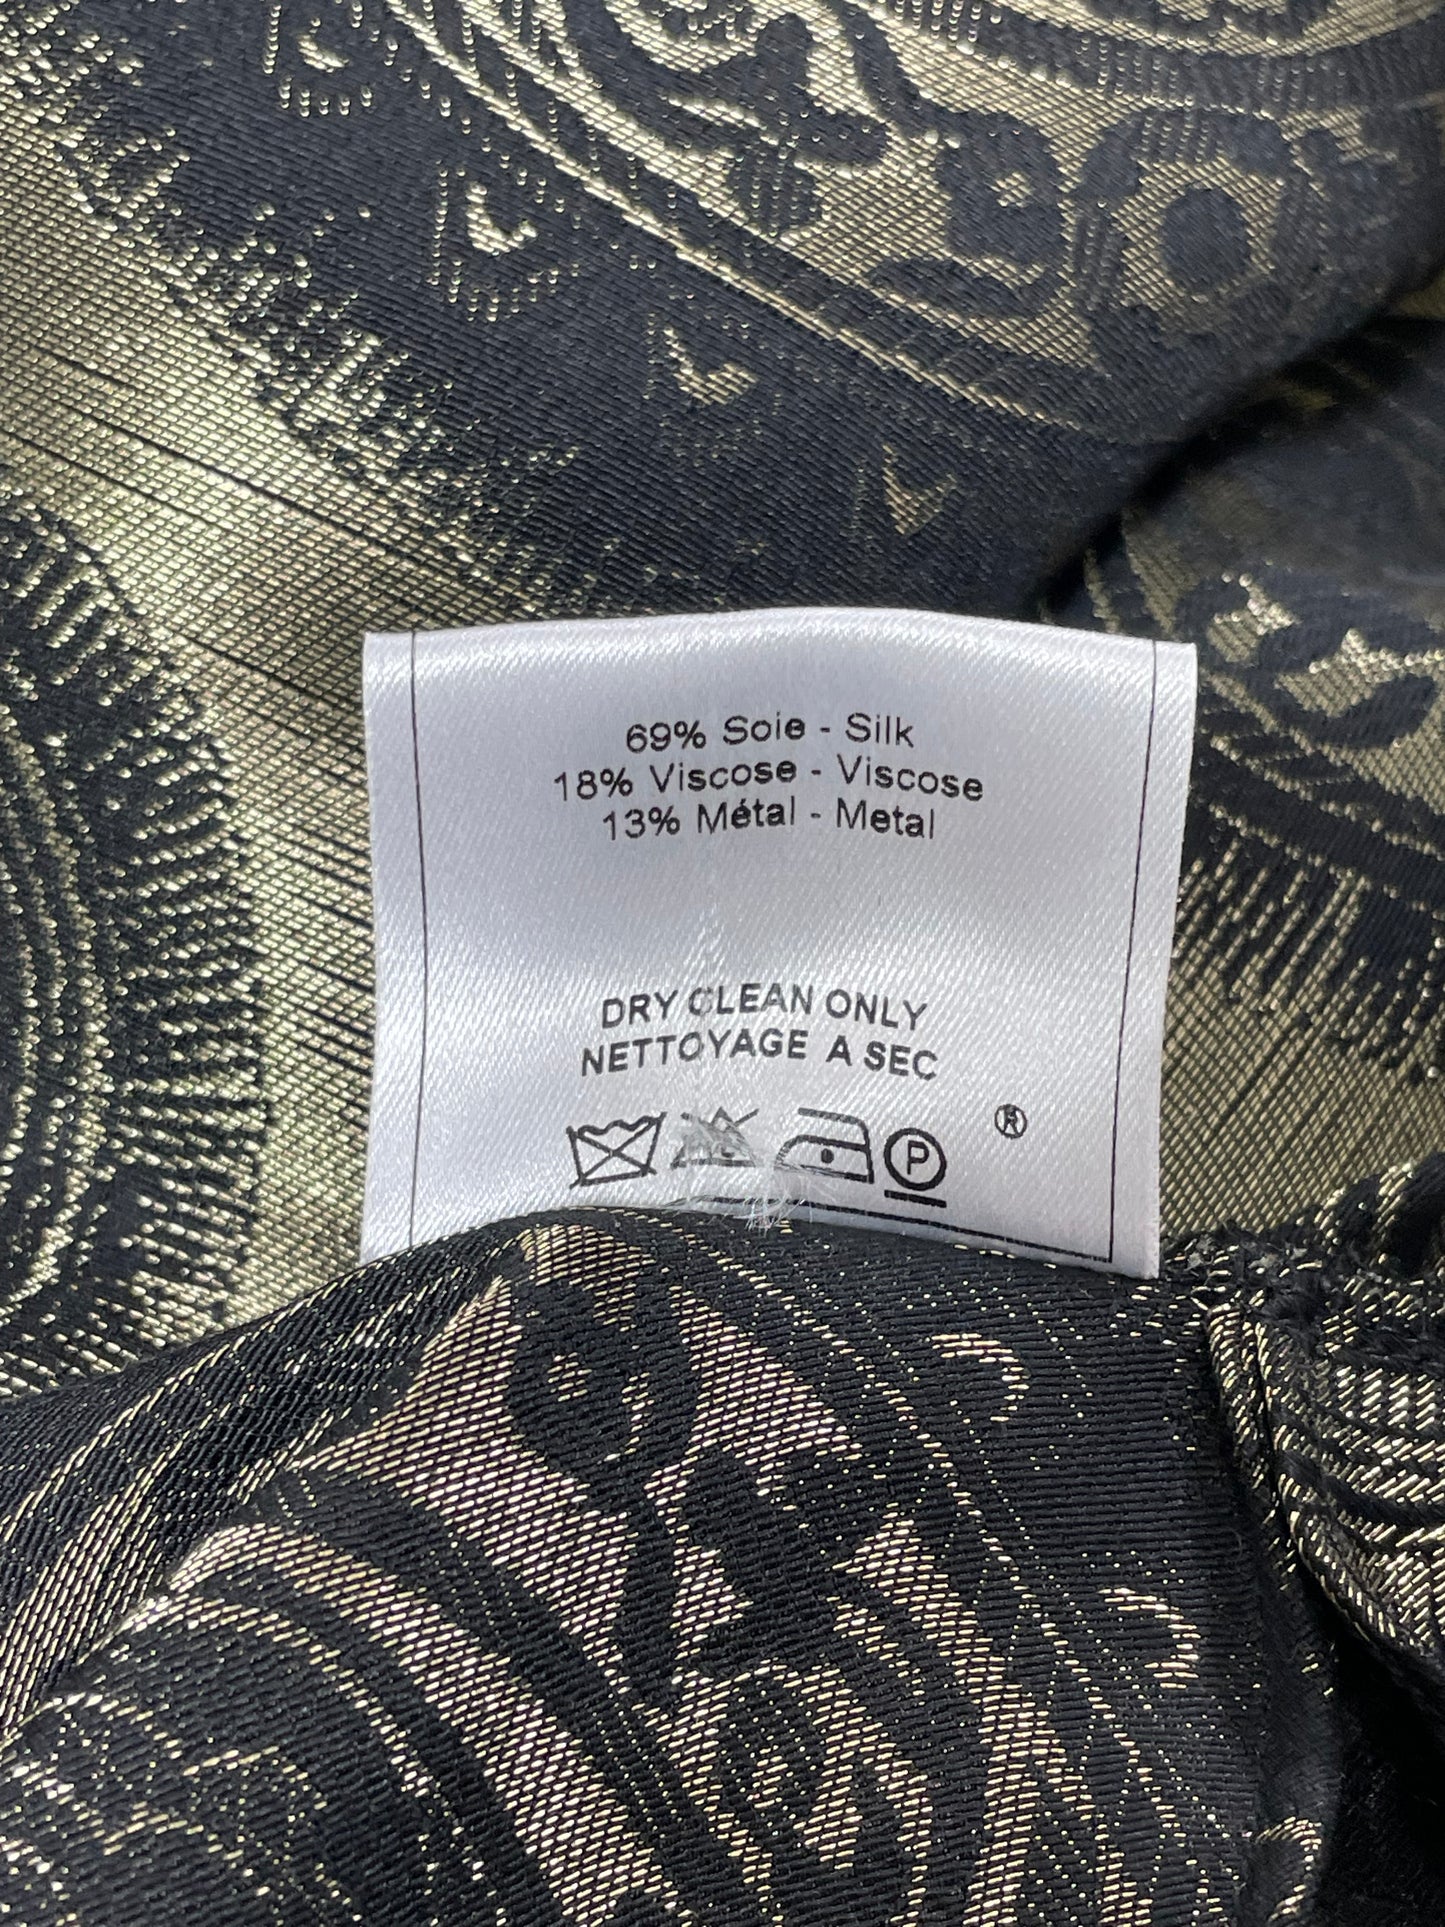 69% Soie - Silk
18% Viscose - Viscose
13% Métal - Metal
DRY CLEAN ONLY
NETTOYAGE A SEC
P ®